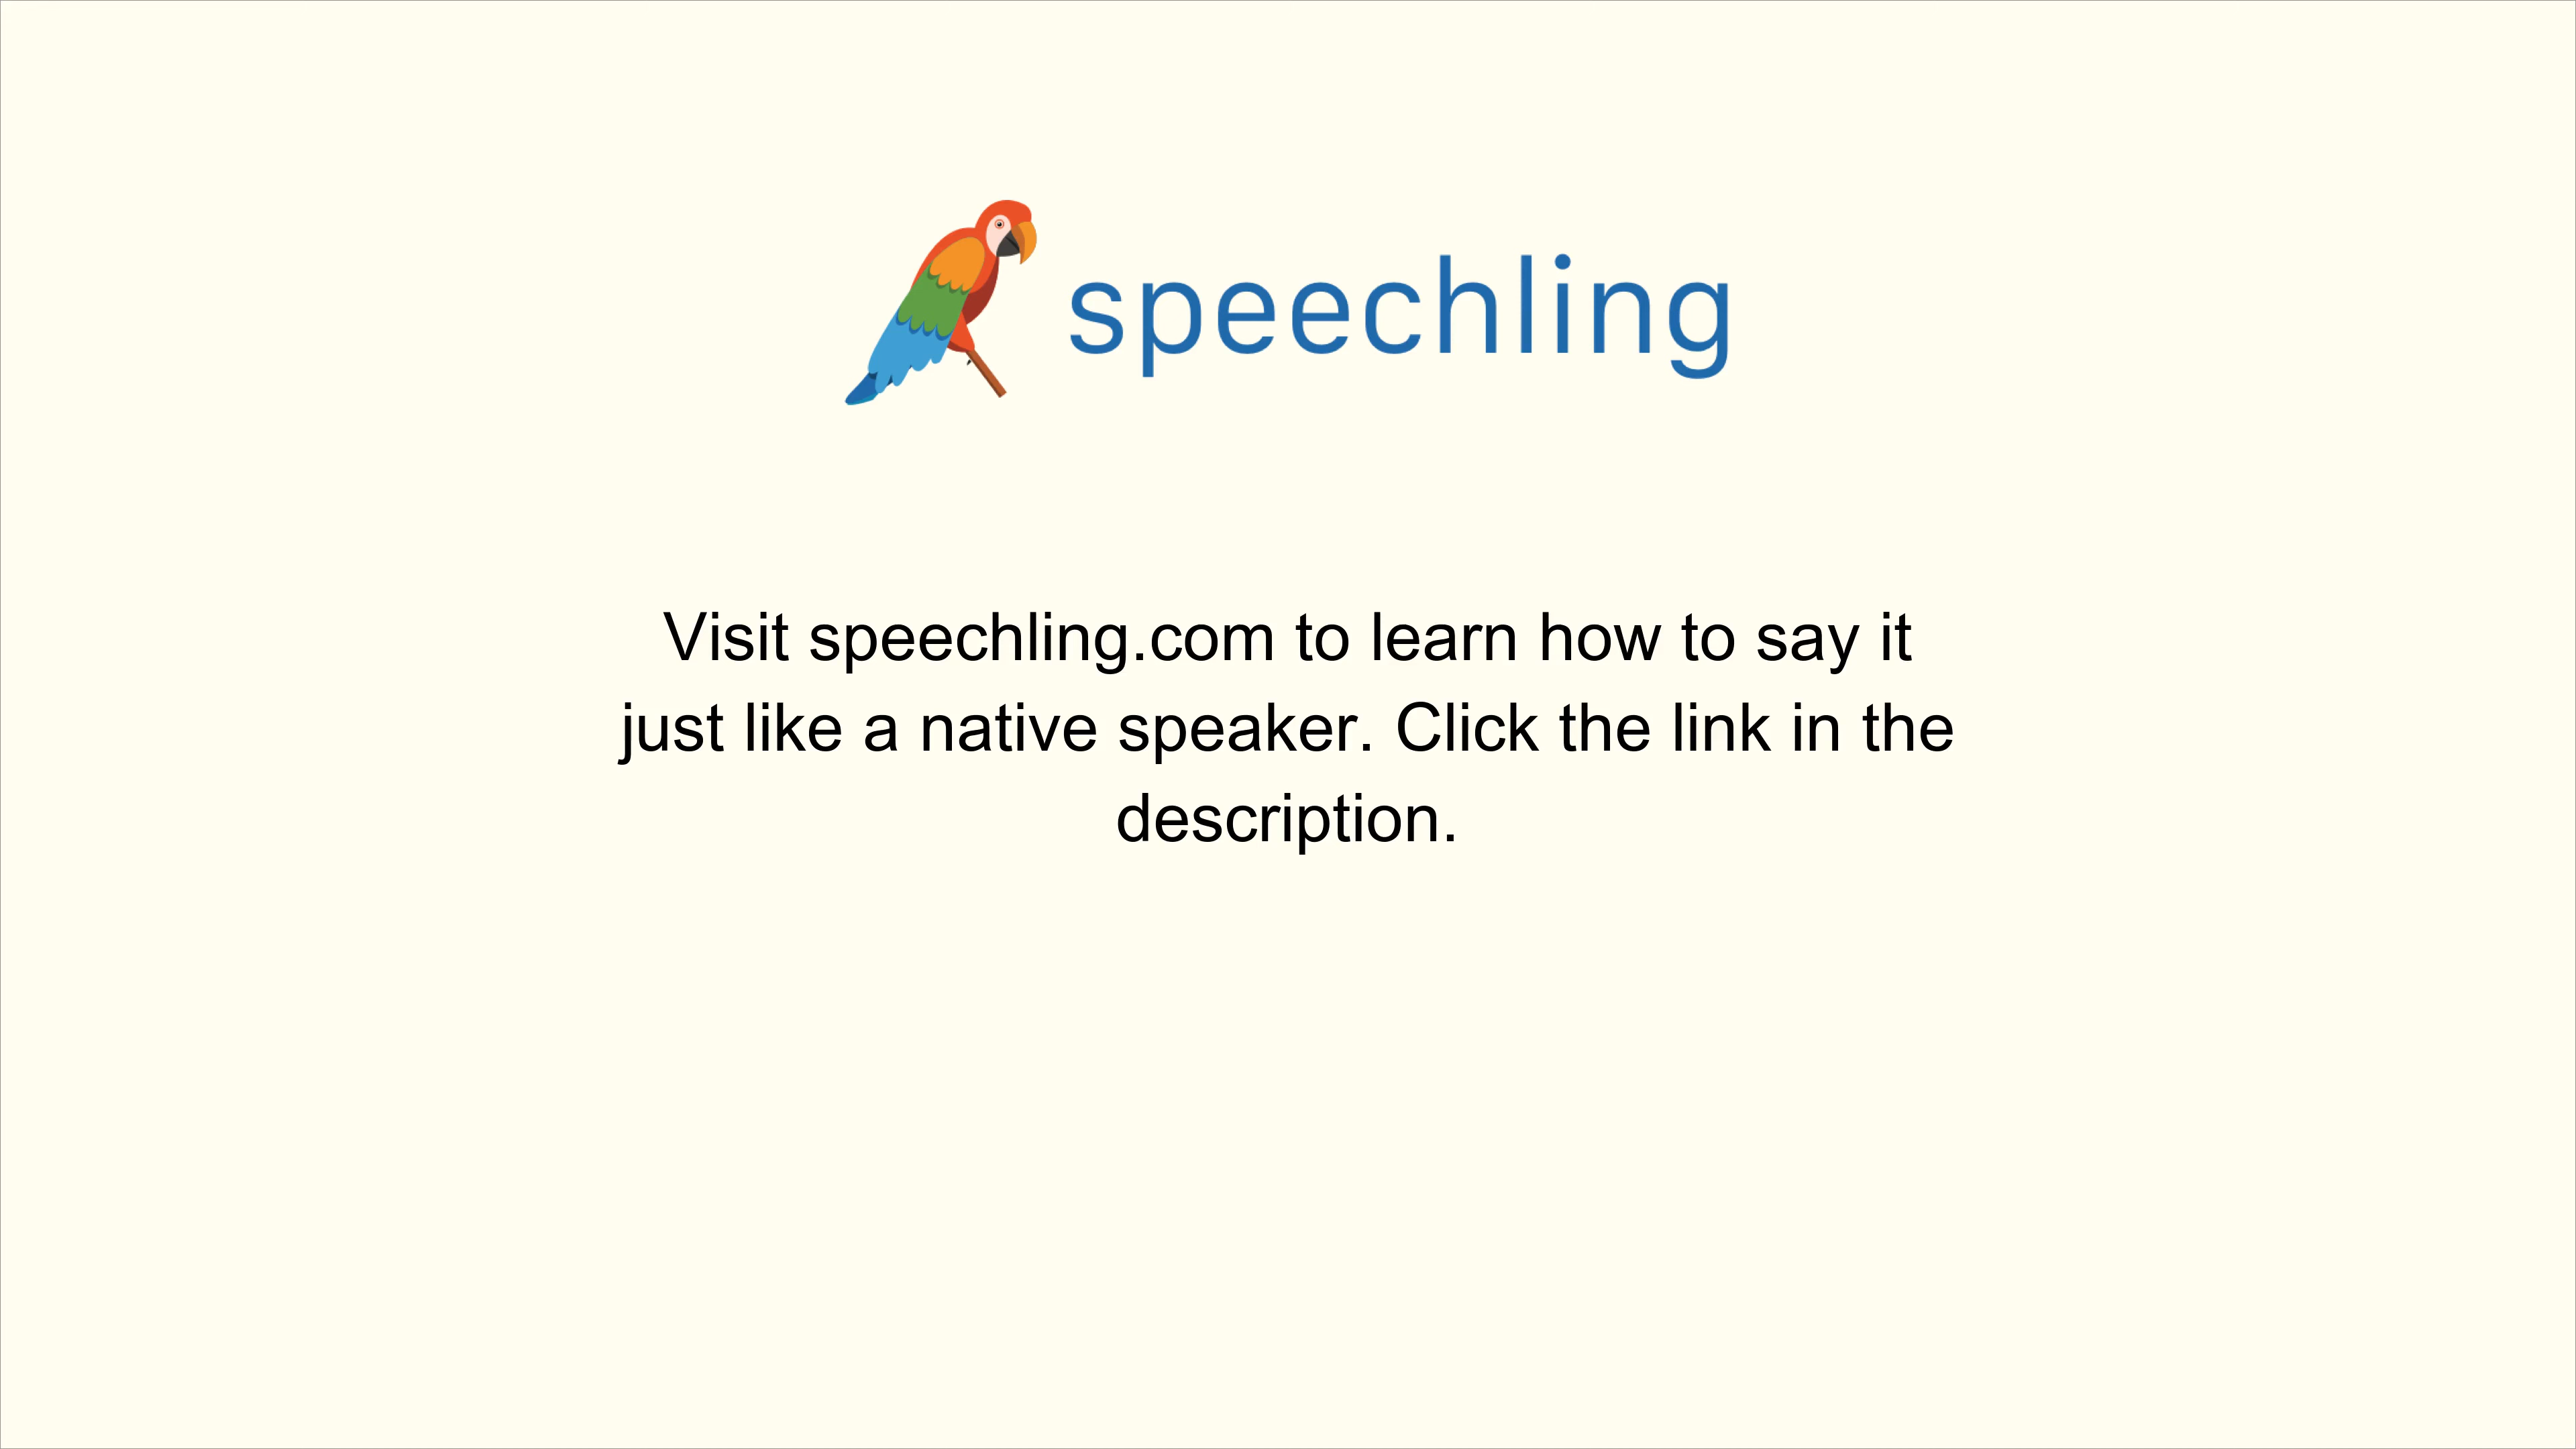 speechling
Visit speechling.com to learn how to say it
just like a native speaker. Click the link in the
description.